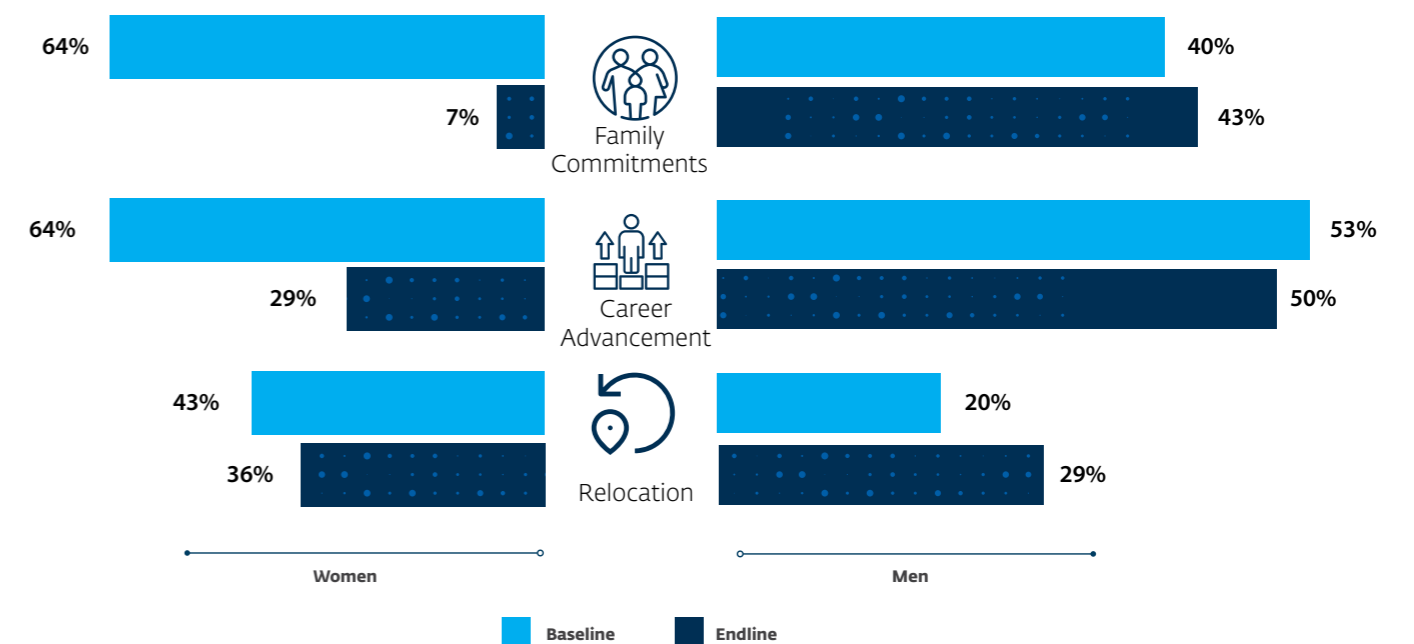 64%
40%
7%
43%
Family
Commitments
64%
53%
29%
50%
Career
Advancement
43%
20%
36%
29%
Relocation
Women
Men
Baseline
Endline